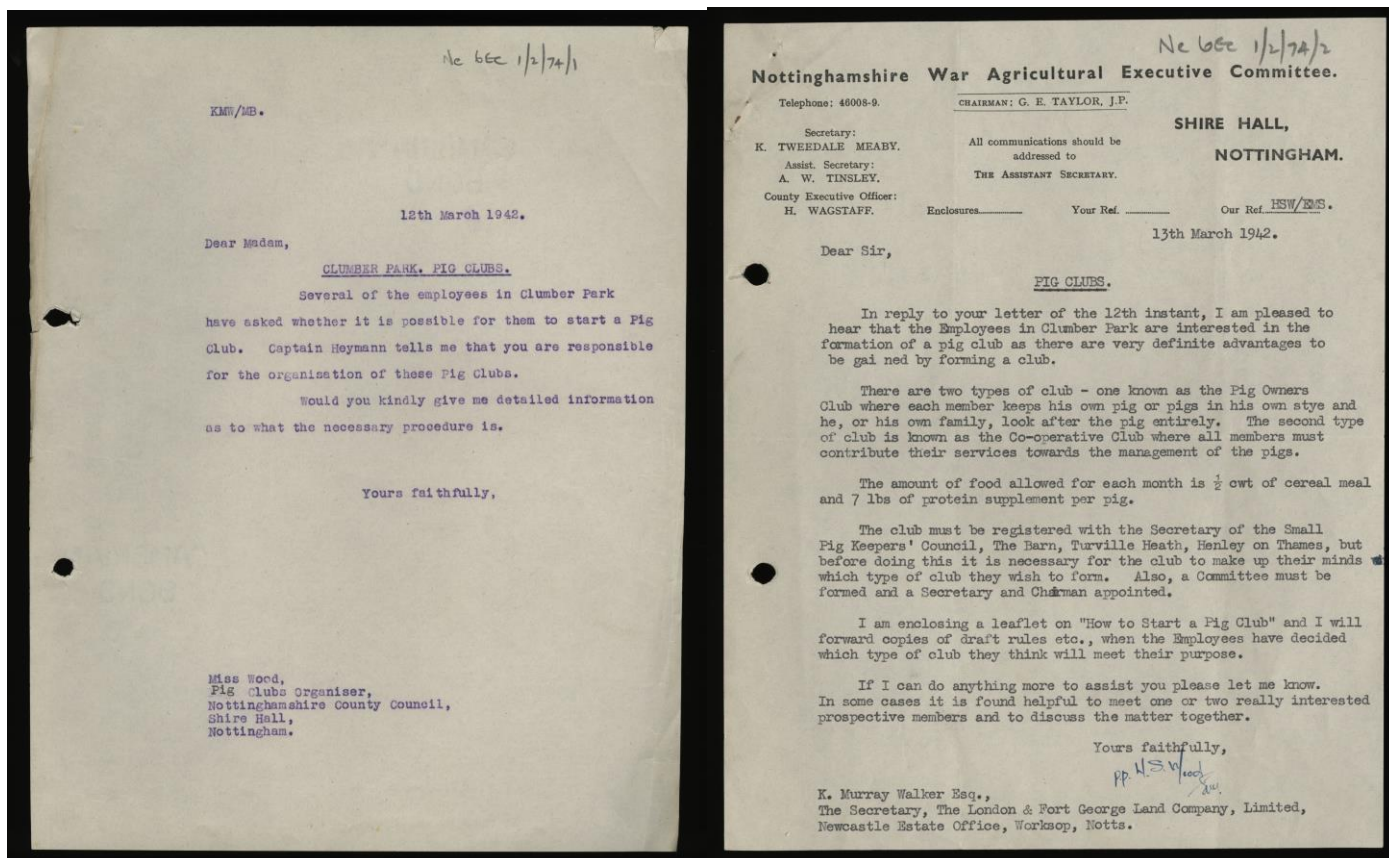 Nc 6Ec 1/2/74/1
KMW/MB.
12th March 1942.
Dear Madam,
CLUMBER PARK. PIG CLUBS.
Several of the employees in Clumber Park
have asked whether it is possible for them to start a Pig
Club. Captain Heymann tells me that you are responsible
for the organisation of these Pig Clubs.
Would you kindly give me detailed information
as to what the necessary procedure is.
Yours faithfully,
Miss Wood,
Pig Clubs Organiser,
Nottinghamshire County Council,
Shire Hall,
Nottingham.
Nc 6Ec 1/2/74/2
Nottinghamshire War Agricultural Executive Committee.
Telephone: 46008-9.
CHAIRMAN: G. E. TAYLOR, J.P.
SHIRE HALL,
NOTTINGHAM.
Secretary:
K. TWEEDALE MEABY.
Assist. Secretary:
A. W. TINSLEY.
County Executive Officer:
H. WAGSTAFF.
All communications should be
addressed to
THE ASSISTANT SECRETARY.
Enclosures............ Your Ref. ............ Our Ref. HSW/EMS.
13th March 1942.
Dear Sir,
PIG CLUBS.
In reply to your letter of the 12th instant, I am pleased to
hear that the Employees in Clumber Park are interested in the
formation of a pig club as there are very definite advantages to
be gai ned by forming a club.
There are two types of club - one known as the Pig Owners
Club where each member keeps his own pig or pigs in his own stye and
he, or his own family, look after the pig entirely. The second type
of club is known as the Co-operative Club where all members must
contribute their services towards the management of the pigs.
The amount of food allowed for each month is ½ cwt of cereal meal
and 7 lbs of protein supplement per pig.
The club must be registered with the Secretary of the Small
Pig Keepers' Council, The Barn, Turville Heath, Henley on Thames, but
before doing this it is necessary for the club to make up their minds
which type of club they wish to form. Also, a Committee must be
formed and a Secretary and Chairman appointed.
I am enclosing a leaflet on "How to Start a Pig Club" and I will
forward copies of draft rules etc., when the Employees have decided
which type of club they think will meet their purpose.
If I can do anything more to assist you please let me know.
In some cases it is found helpful to meet one or two really interested
prospective members and to discuss the matter together.
Yours faithfully,
pp. H.S. Wood
K. Murray Walker Esq.,
The Secretary, The London & Fort George Land Company, Limited,
Newcastle Estate Office, Worksop, Notts.